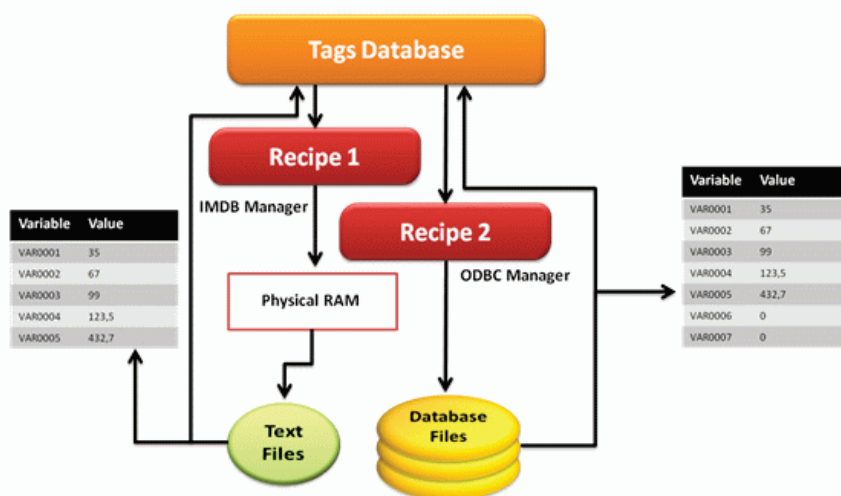 Tags Database
Recipe 1
IMDB Manager
Recipe 2
ODBC Manager
Physical RAM
Text
Files
Database
Files
Variable Value
VAR0001 35
VAR0002 67
VAR0003 99
VAR0004 123,5
VAR0005 432,7
Variable Value
VAR0001 35
VAR0002 67
VAR0003 99
VAR0004 123,5
VAR0005 432,7
VAR0006 0
VAR0007 0